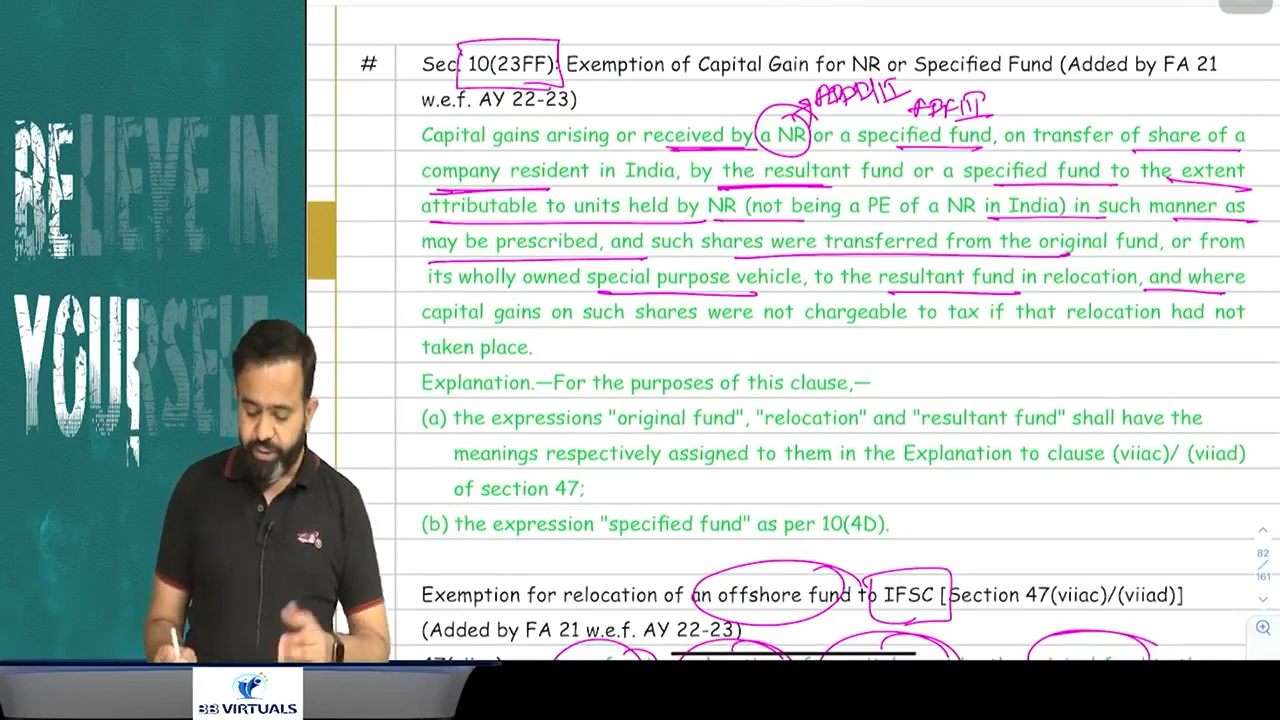 BELIEVE IN
YOURSELF
# Sec. 10(23FF): Exemption of Capital Gain for NR or Specified Fund (Added by FA 21
w.e.f. AY 22-23)
Capital gains arising or received by a NR or a specified fund, on transfer of share of a
company resident in India, by the resultant fund or a specified fund to the extent
attributable to units held by NR (not being a PE of a NR in India) in such manner as
may be prescribed, and such shares were transferred from the original fund, or from
its wholly owned special purpose vehicle, to the resultant fund in relocation, and where
capital gains on such shares were not chargeable to tax if that relocation had not
taken place.
Explanation.—For the purposes of this clause,—
(a) the expressions "original fund", "relocation" and "resultant fund" shall have the
meanings respectively assigned to them in the Explanation to clause (viiac)/ (viiad)
of section 47;
(b) the expression "specified fund" as per 10(4D).
82
/
161
Exemption for relocation of an offshore fund to IFSC [Section 47(viiac)/(viiad)]
(Added by FA 21 w.e.f. AY 22-23)
BB VIRTUALS